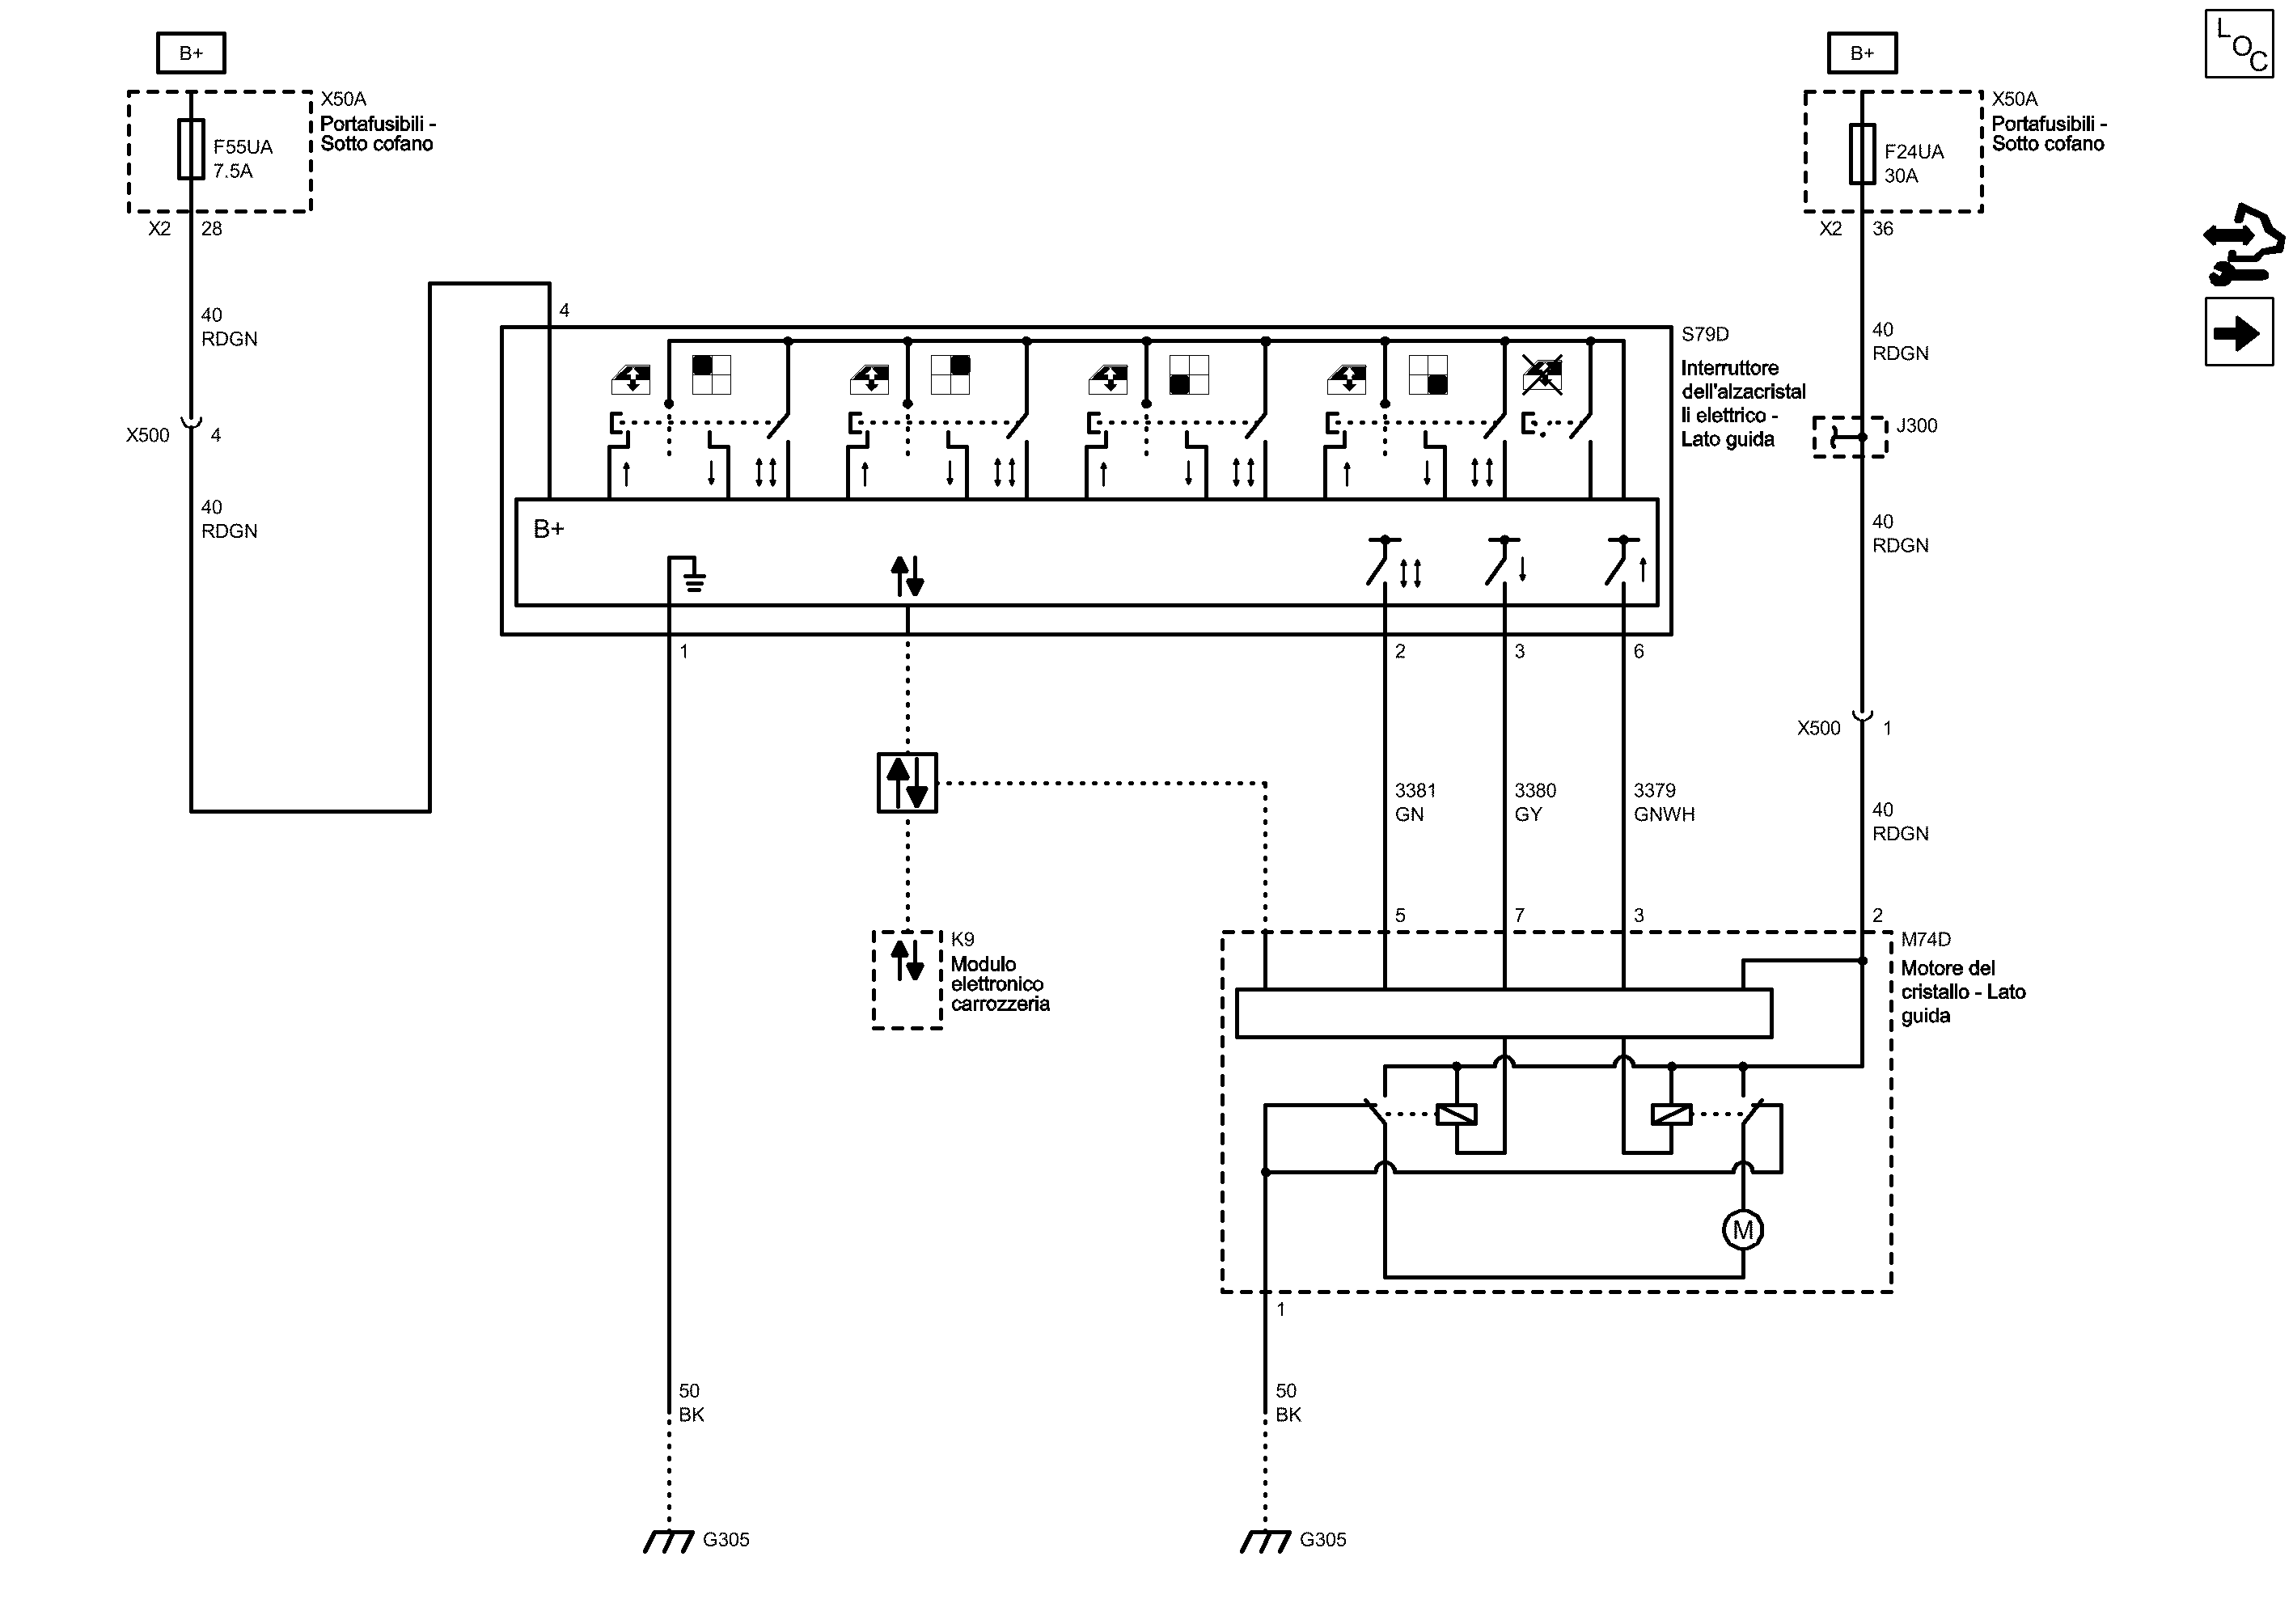 B+
X50A
Portafusibili -
Sotto cofano
F55UA
7.5A
X2 28
40
RDGN
X500 4
40
RDGN
B+
X50A
Portafusibili -
Sotto cofano
F24UA
30A
X2 36
40
RDGN
J300
40
RDGN
X500 1
40
RDGN
LOC
4
S79D
Interruttore
dell'alzacristal
li elettrico -
Lato guida
B+
1
2
3
6
3381
GN
3380
GY
3379
GNWH
K9
Modulo
elettronico
carrozzeria
5
7
3
2
M74D
Motore del
cristallo - Lato
guida
M
1
50
BK
50
BK
G305
G305